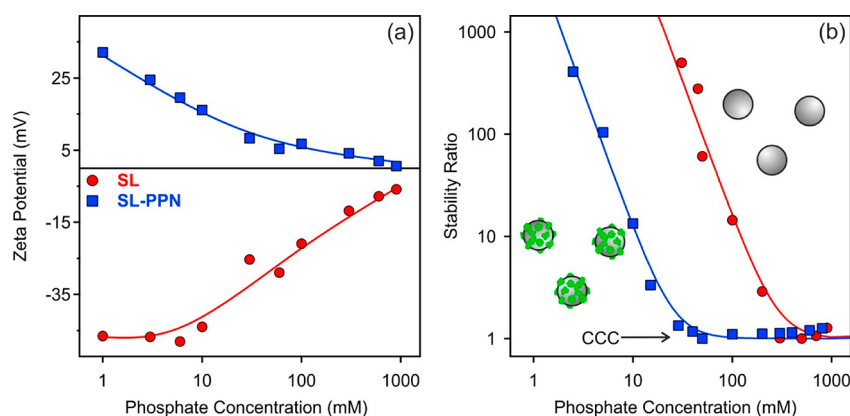 (a)
Zeta Potential (mV)
25
5
-15
-35
SL
SL-PPN
1
10
100
1000
Phosphate Concentration (mM)
(b)
Stability Ratio
1000
100
10
1
CCC
1
10
100
1000
Phosphate Concentration (mM)